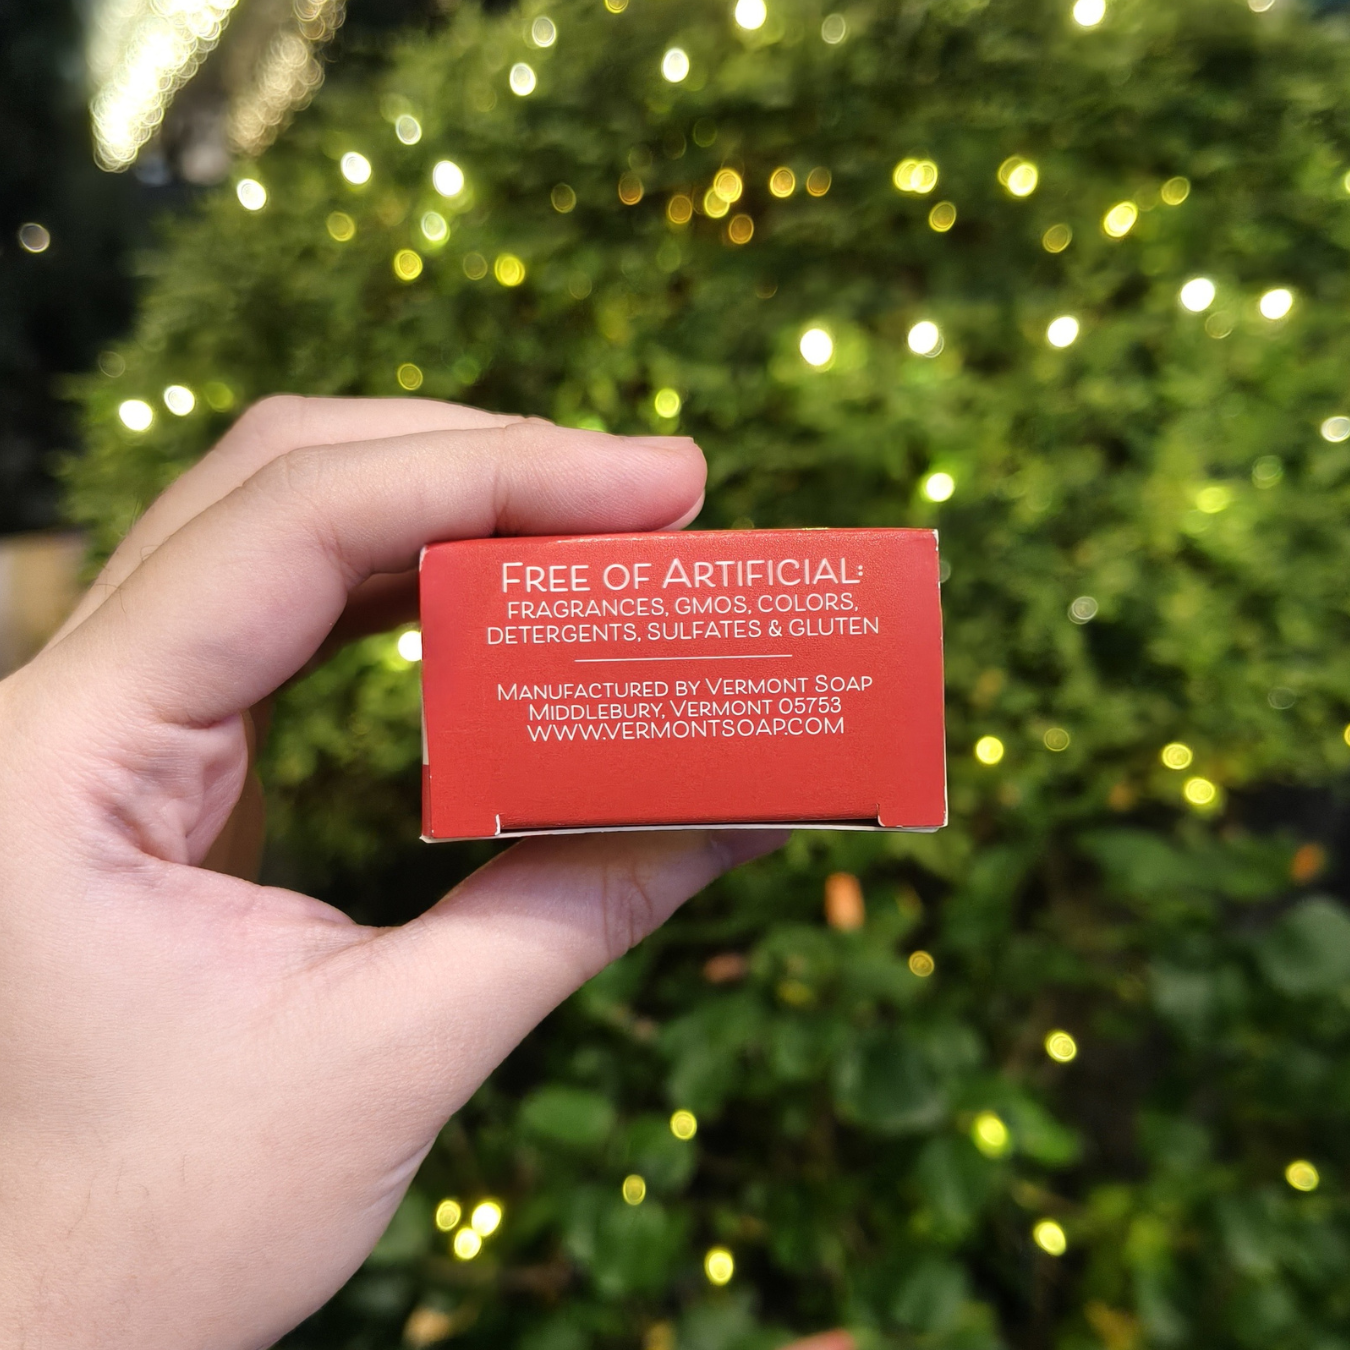 FREE OF ARTIFICIAL:
FRAGRANCES, GMOS, COLORS,
DETERGENTS, SULFATES & GLUTEN
MANUFACTURED BY VERMONT SOAP
MIDDLEBURY, VERMONT 05753
WWW.VERMONTSOAP.COM